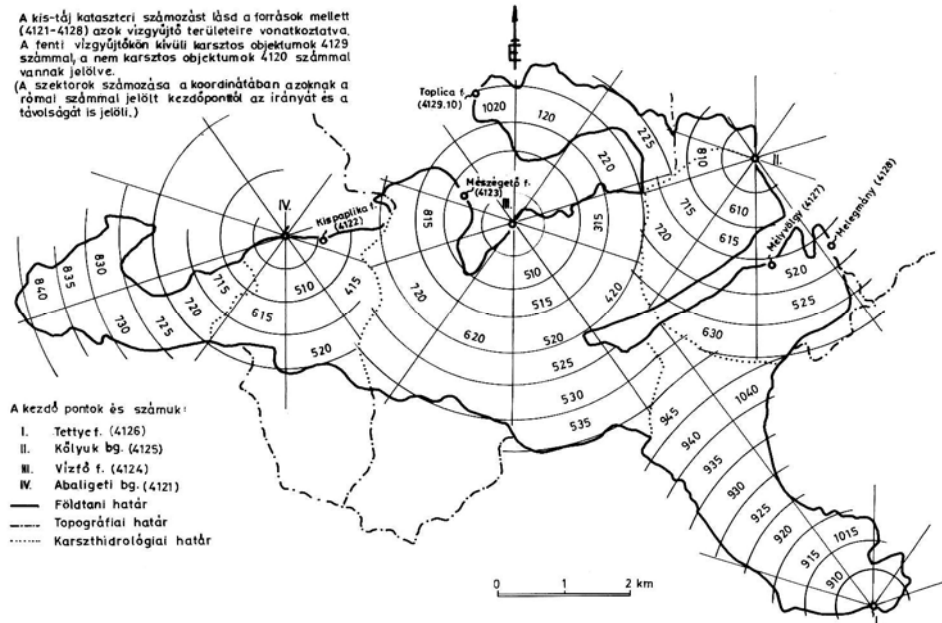 A kis-táj kataszteri számozást lásd a források mellett
(4121-4128) azok vízgyűjtő területeire vonatkoztatva.
A fenti vízgyűjtőkön kívüli karsztos objektumok 4129
számmal, a nem karsztos objektumok 4120 számmal
vannak jelölve.
(A szektorok számozása a koordinátában azoknak a
római számmal jelölt kezdőponttól az irányát és a
távolságát is jelöli.)
É
Toplica f.
(4129.10)
1020
120
225
220
810
II.
Mészégető f.
(4123)
III.
315
815
715
610
615
720
Mélyvölgy (4127)
Melegmány (4128)
IV.
Kispaplika f.
(4122)
510
415
715
720
725
730
830
835
840
615
520
720
620
510
515
520
525
530
535
420
520
525
630
1040
945
940
935
930
925
920
915
910
1015
I.
A kezdő pontok és számuk:
I. Tettye f. (4126)
II. Kőlyuk bg. (4125)
III. Vízfő f. (4124)
IV. Abaligeti bg. (4121)
Földtani határ
Topográfiai határ
Karszthidrológiai határ
0 1 2 km